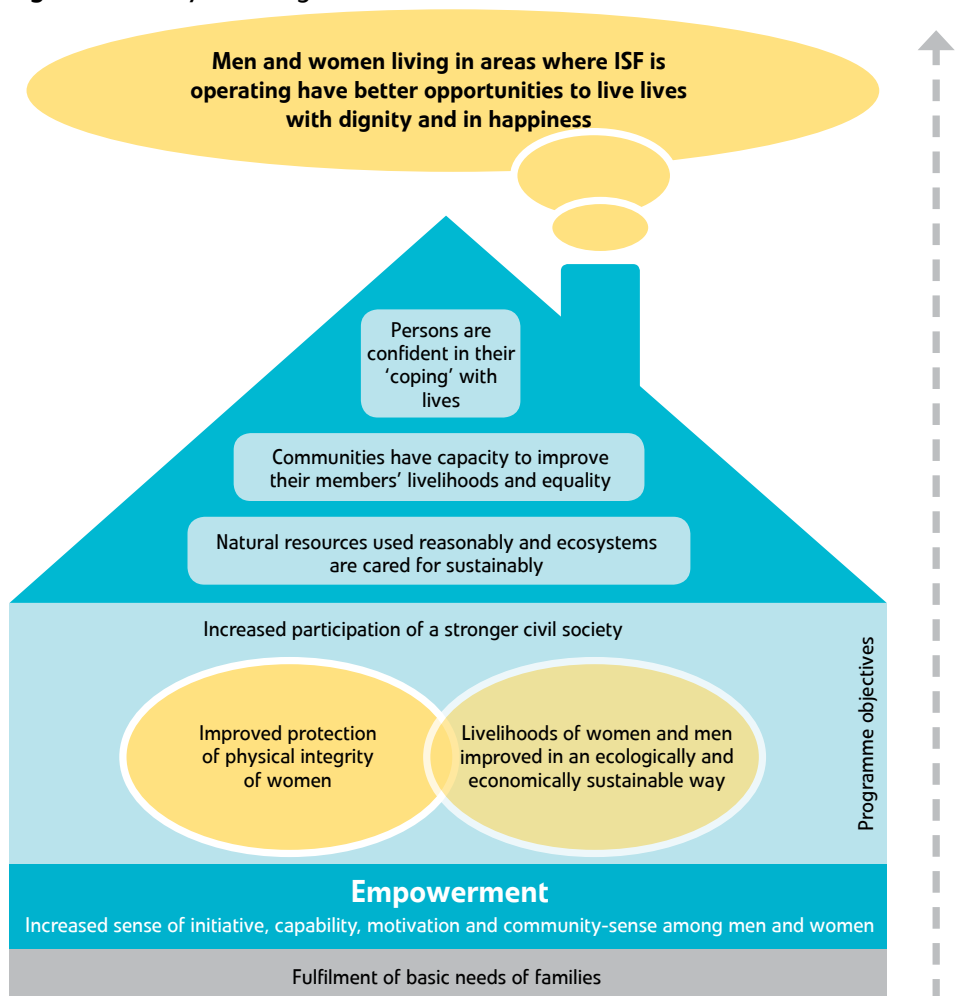 Men and women living in areas where ISF is
operating have better opportunities to live lives
with dignity and in happiness
Persons are
confident in their
‘coping’ with
lives
Communities have capacity to improve
their members’ livelihoods and equality
Natural resources used reasonably and ecosystems
are cared for sustainably
Increased participation of a stronger civil society
Improved protection
of physical integrity
of women
Livelihoods of women and men
improved in an ecologically and
economically sustainable way
Programme objectives
Empowerment
Increased sense of initiative, capability, motivation and community-sense among men and women
Fulfilment of basic needs of families